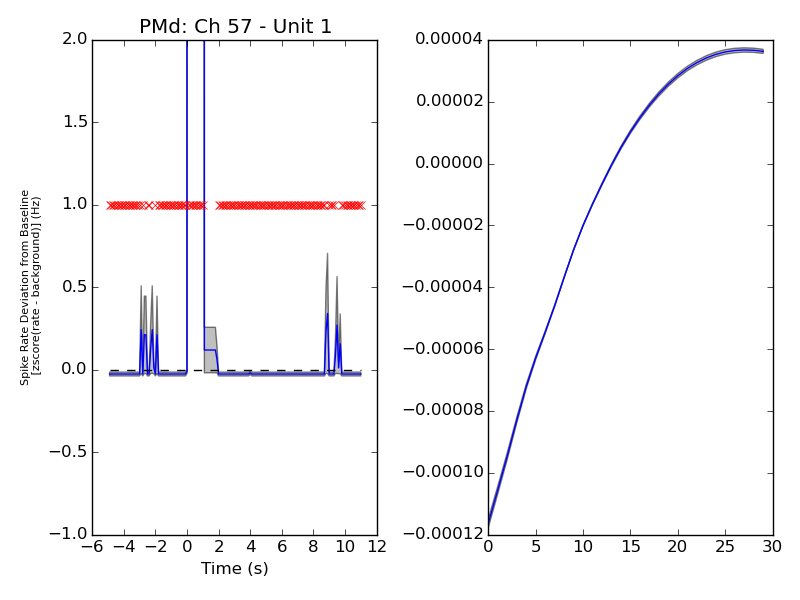 PMd: Ch 57 - Unit 1
2.0
1.5
1.0
0.5
0.0
−0.5
−1.0
Spike Rate Deviation from Baseline
[zscore(rate - background)] (Hz)
−6 −4 −2 0 2 4 6 8 10 12
Time (s)
0.00004
0.00002
0.00000
−0.00002
−0.00004
−0.00006
−0.00008
−0.00010
−0.00012
0 5 10 15 20 25 30